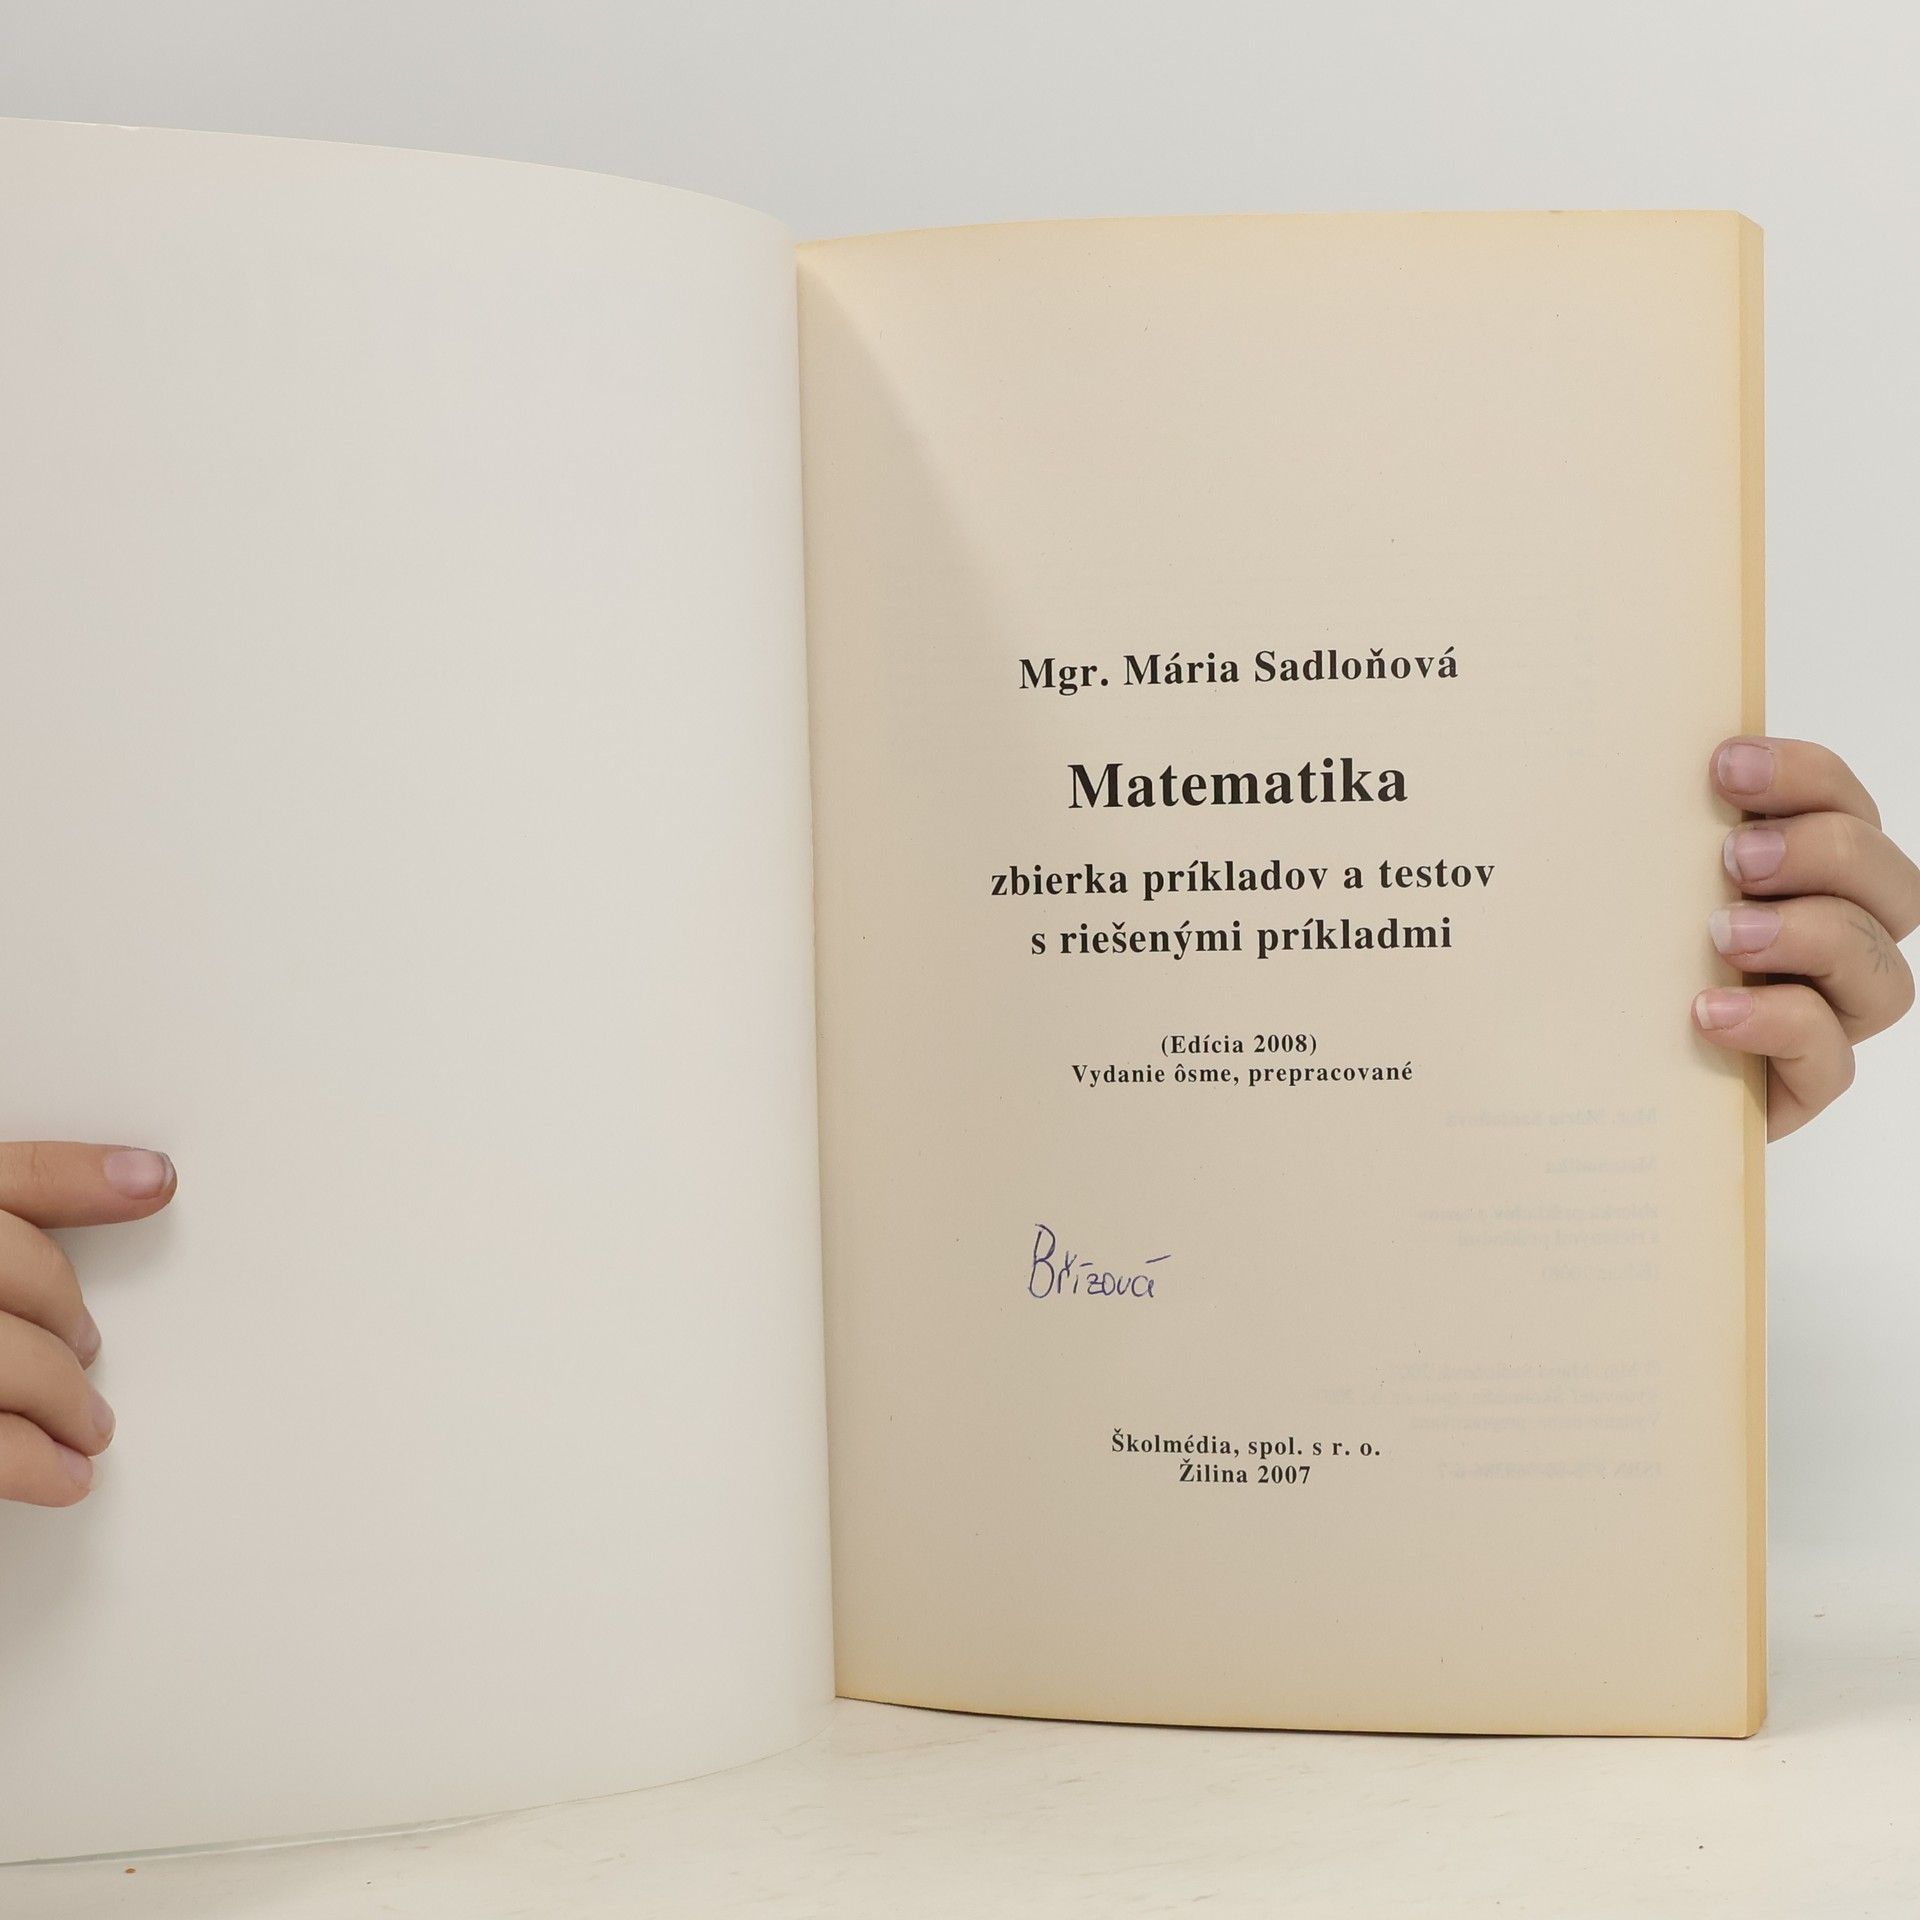 Mgr. Mária Sadloňová
Matematika
zbierka príkladov a testov
s riešenými príkladmi
(Edícia 2008)
Vydanie ôsme, prepracované
Břízová
Školmédia, spol. s r. o.
Žilina 2007